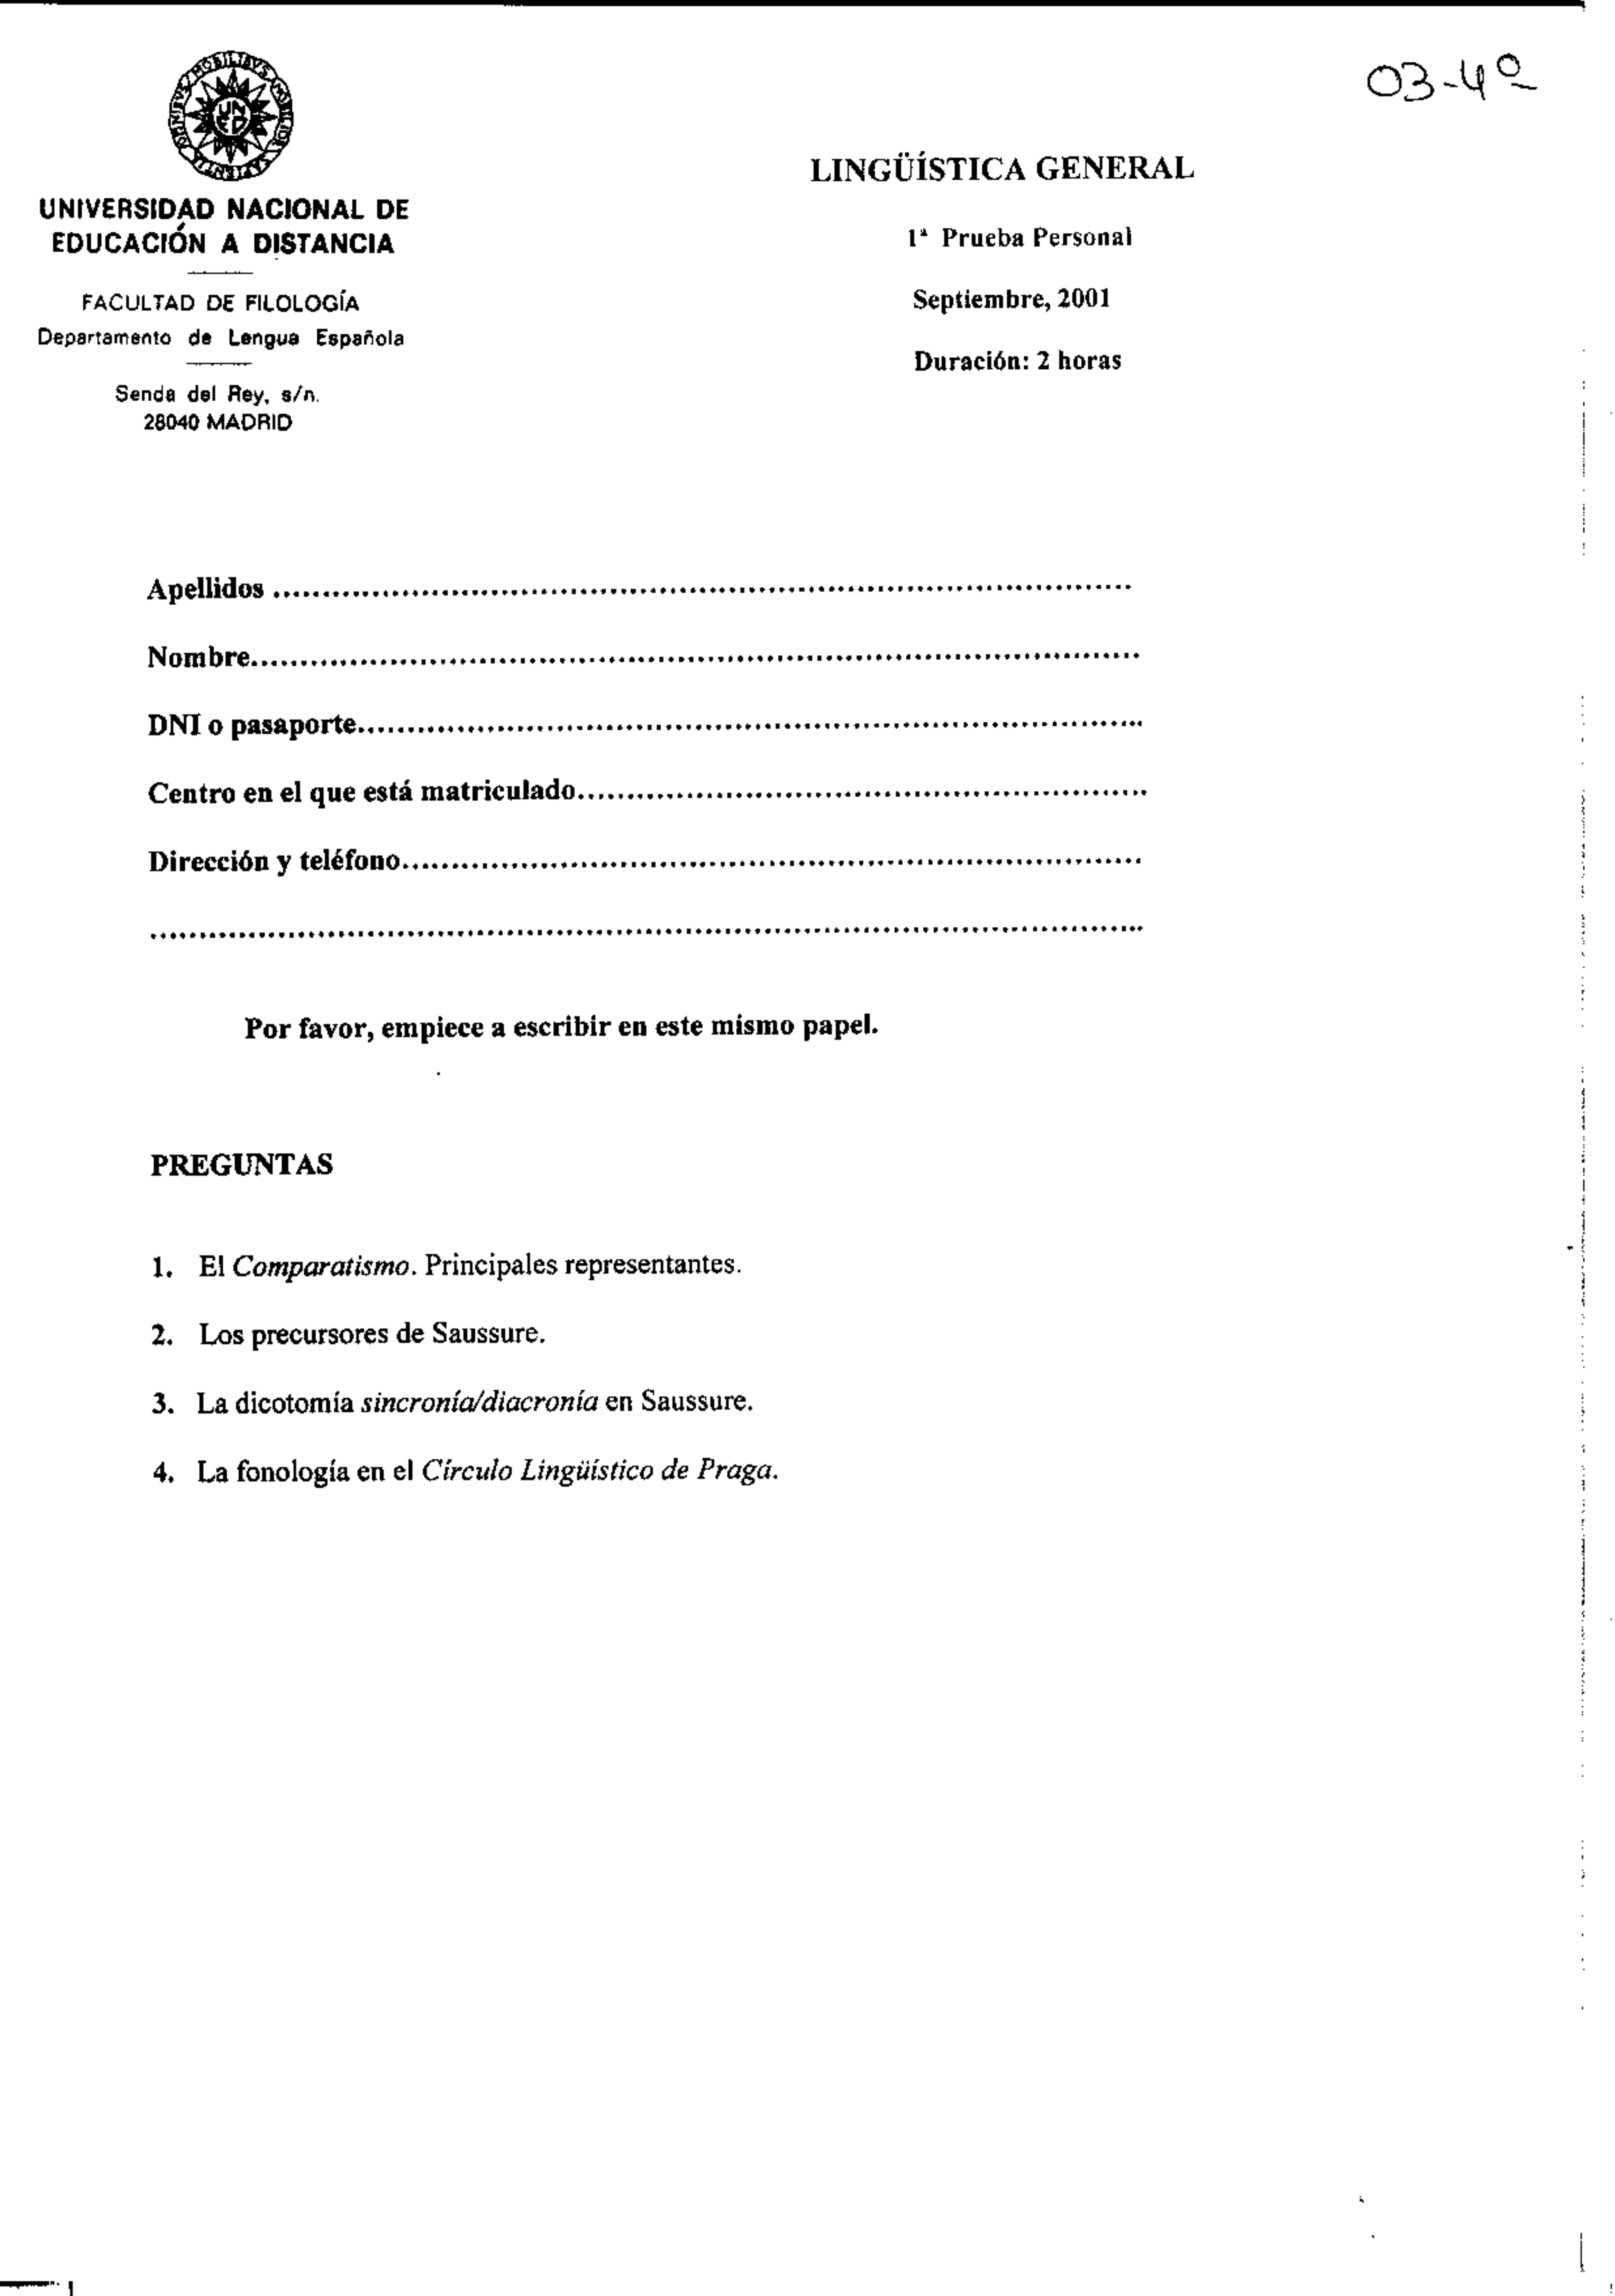 03-4º
UNED
UNIVERSIDAD NACIONAL DE
EDUCACIÓN A DISTANCIA
FACULTAD DE FILOLOGÍA
Departamento de Lengua Española
Senda del Rey, s/n.
28040 MADRID
LINGÜÍSTICA GENERAL
1ª Prueba Personal
Septiembre, 2001
Duración: 2 horas
Apellidos ........................................................................................
Nombre...........................................................................................
DNI o pasaporte................................................................................
Centro en el que está matriculado..........................................................
Dirección y teléfono...........................................................................
.....................................................................................................
Por favor, empiece a escribir en este mismo papel.
PREGUNTAS
1. El Comparatismo. Principales representantes.
2. Los precursores de Saussure.
3. La dicotomía sincronía/diacronía en Saussure.
4. La fonología en el Círculo Lingüístico de Praga.